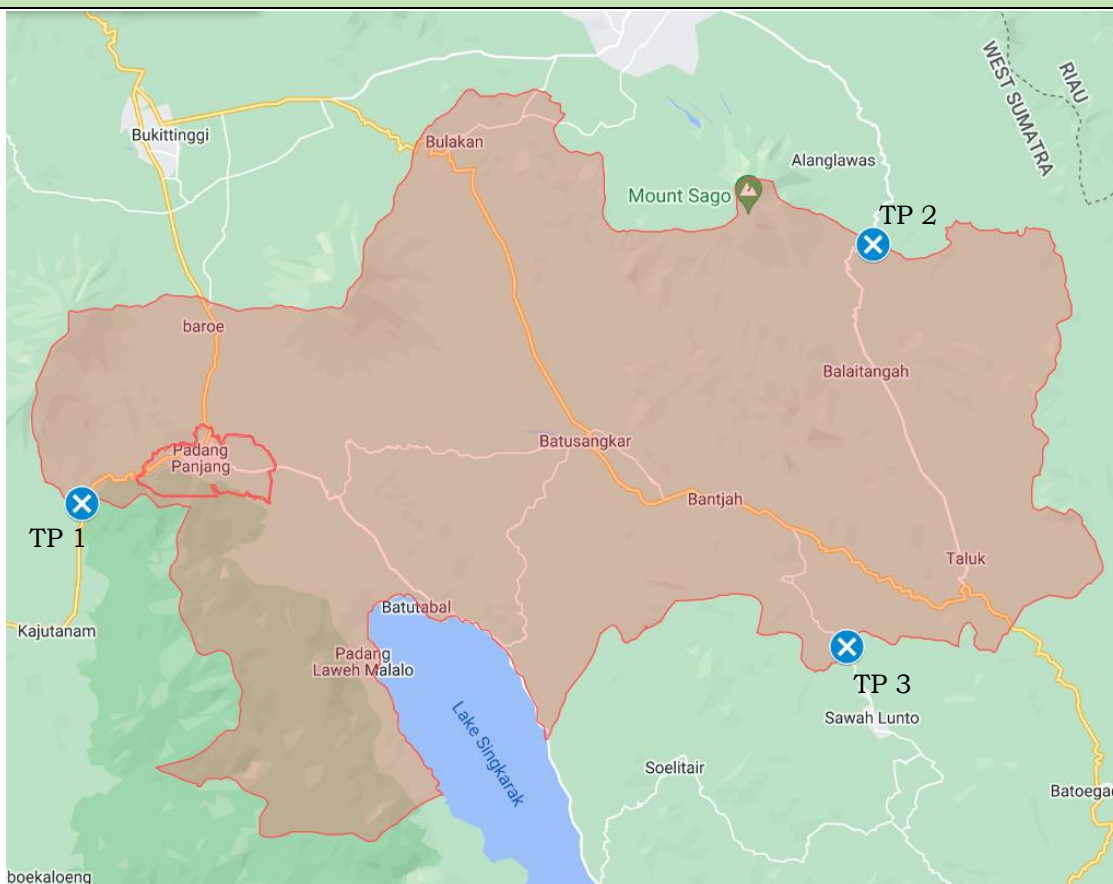 WEST SUMATRA
RIAU
Bukittinggi
Bulakan
Alanglawas
Mount Sago
TP 2
baroe
Balaitangah
Padang
Panjang
Batusangkar
Bantjah
TP 1
Taluk
Batutabal
Kajutanam
Padang
Laweh Malalo
TP 3
Lake Singkarak
Sawah Lunto
Soelitair
Batoegac
boekaloeng